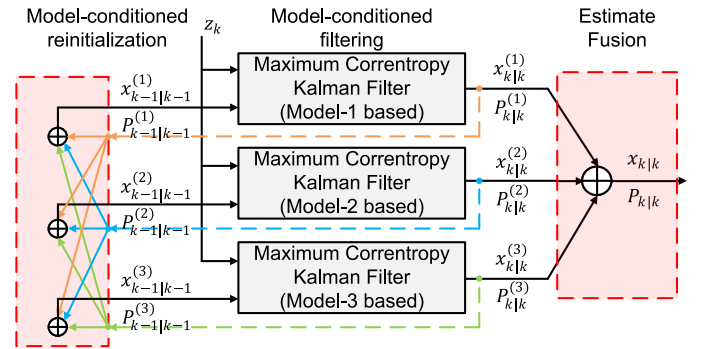 Model-conditioned
reinitialization
z_k
Model-conditioned
filtering
Estimate
Fusion
x_{k-1|k-1}^{(1)}
P_{k-1|k-1}^{(1)}
Maximum Correntropy
Kalman Filter
(Model-1 based)
x_{k|k}^{(1)}
P_{k|k}^{(1)}
x_{k-1|k-1}^{(2)}
P_{k-1|k-1}^{(2)}
Maximum Correntropy
Kalman Filter
(Model-2 based)
x_{k|k}^{(2)}
P_{k|k}^{(2)}
x_{k|k}
P_{k|k}
x_{k-1|k-1}^{(3)}
P_{k-1|k-1}^{(3)}
Maximum Correntropy
Kalman Filter
(Model-3 based)
x_{k|k}^{(3)}
P_{k|k}^{(3)}